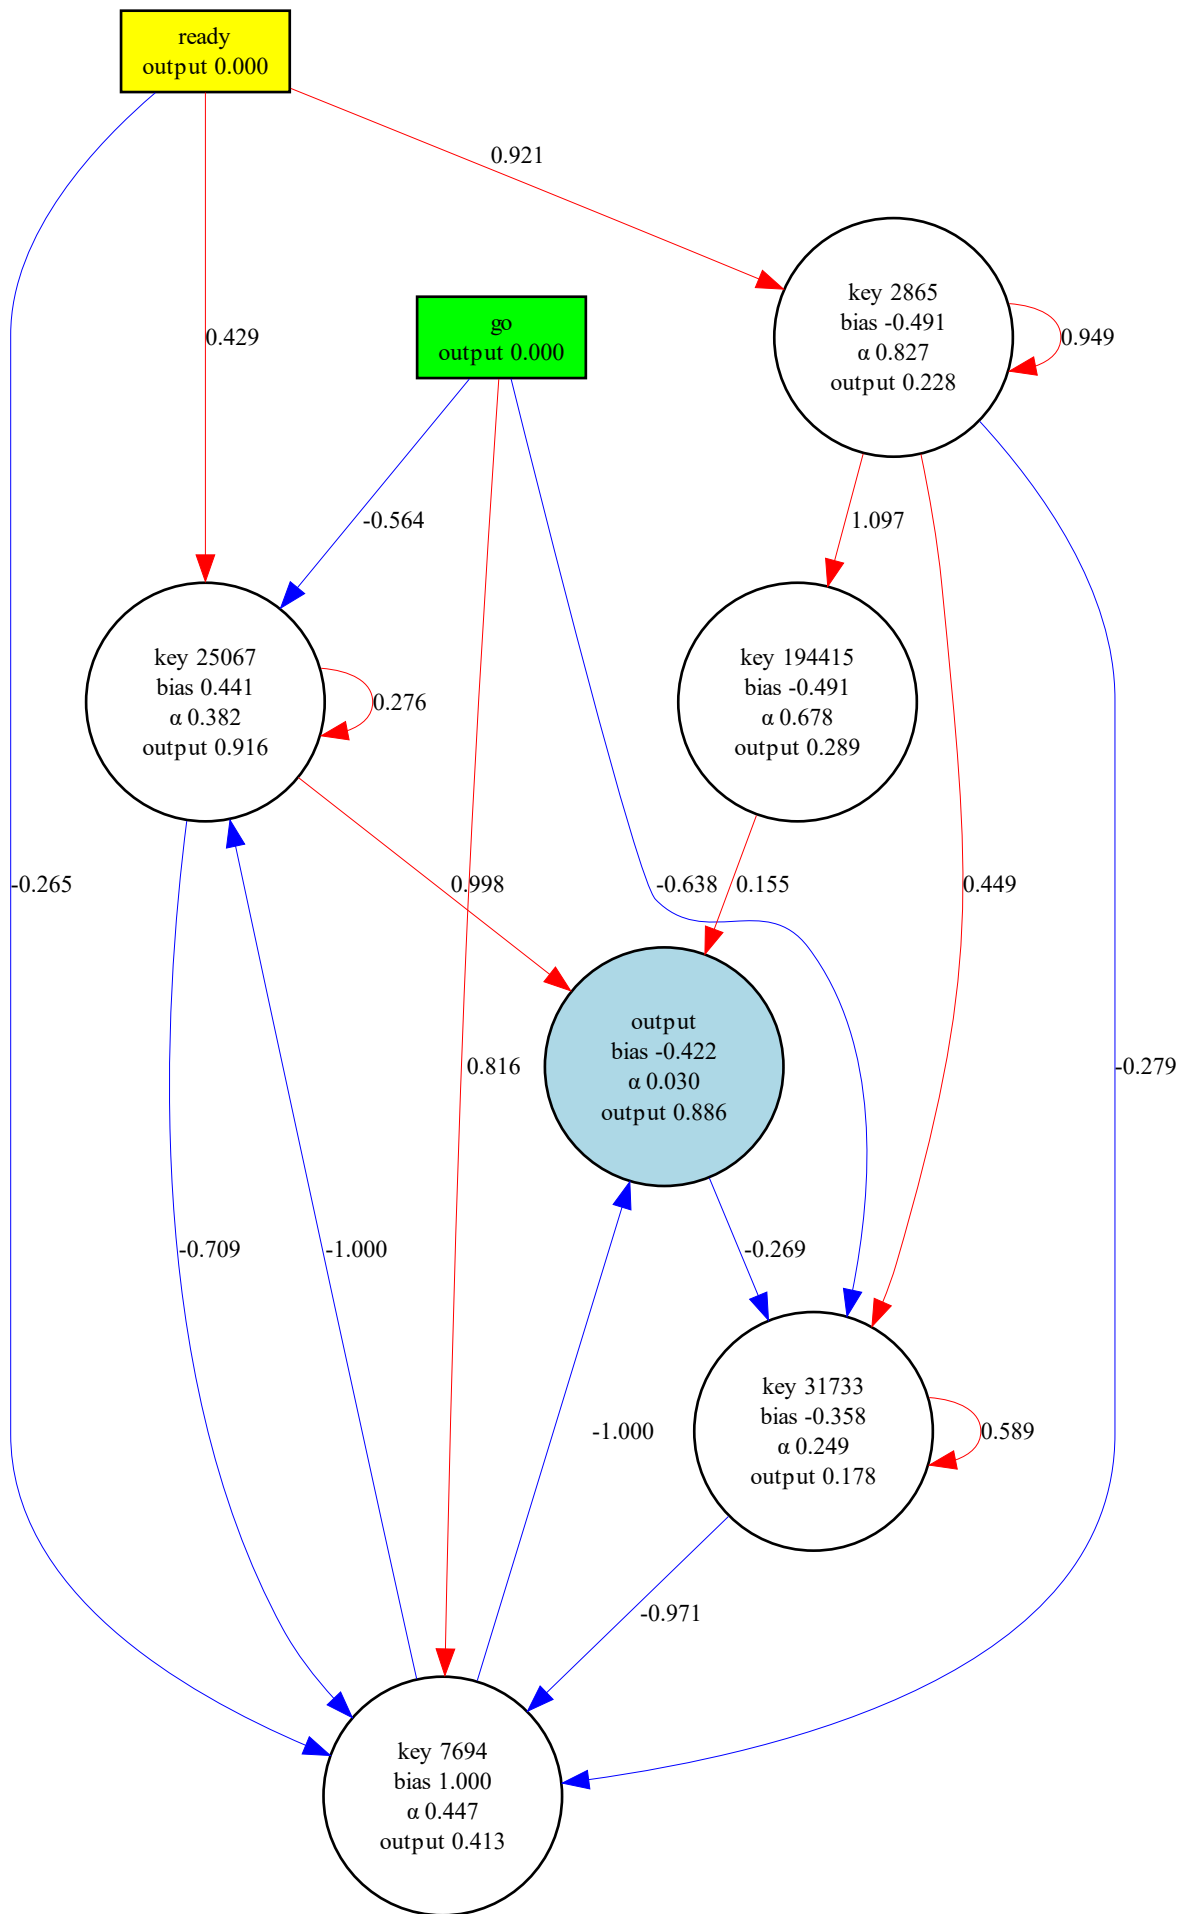 ready
output 0.000
0.921
key 2865
bias -0.491
α 0.827
output 0.228
0.949
go
output 0.000
0.429
-0.564
1.097
key 25067
bias 0.441
α 0.382
output 0.916
0.276
key 194415
bias -0.491
α 0.678
output 0.289
-0.265
0.998
-0.638
0.155
0.449
output
bias -0.422
α 0.030
output 0.886
0.816
-0.279
-0.709
-1.000
-0.269
-1.000
key 31733
bias -0.358
α 0.249
output 0.178
0.589
-0.971
key 7694
bias 1.000
α 0.447
output 0.413